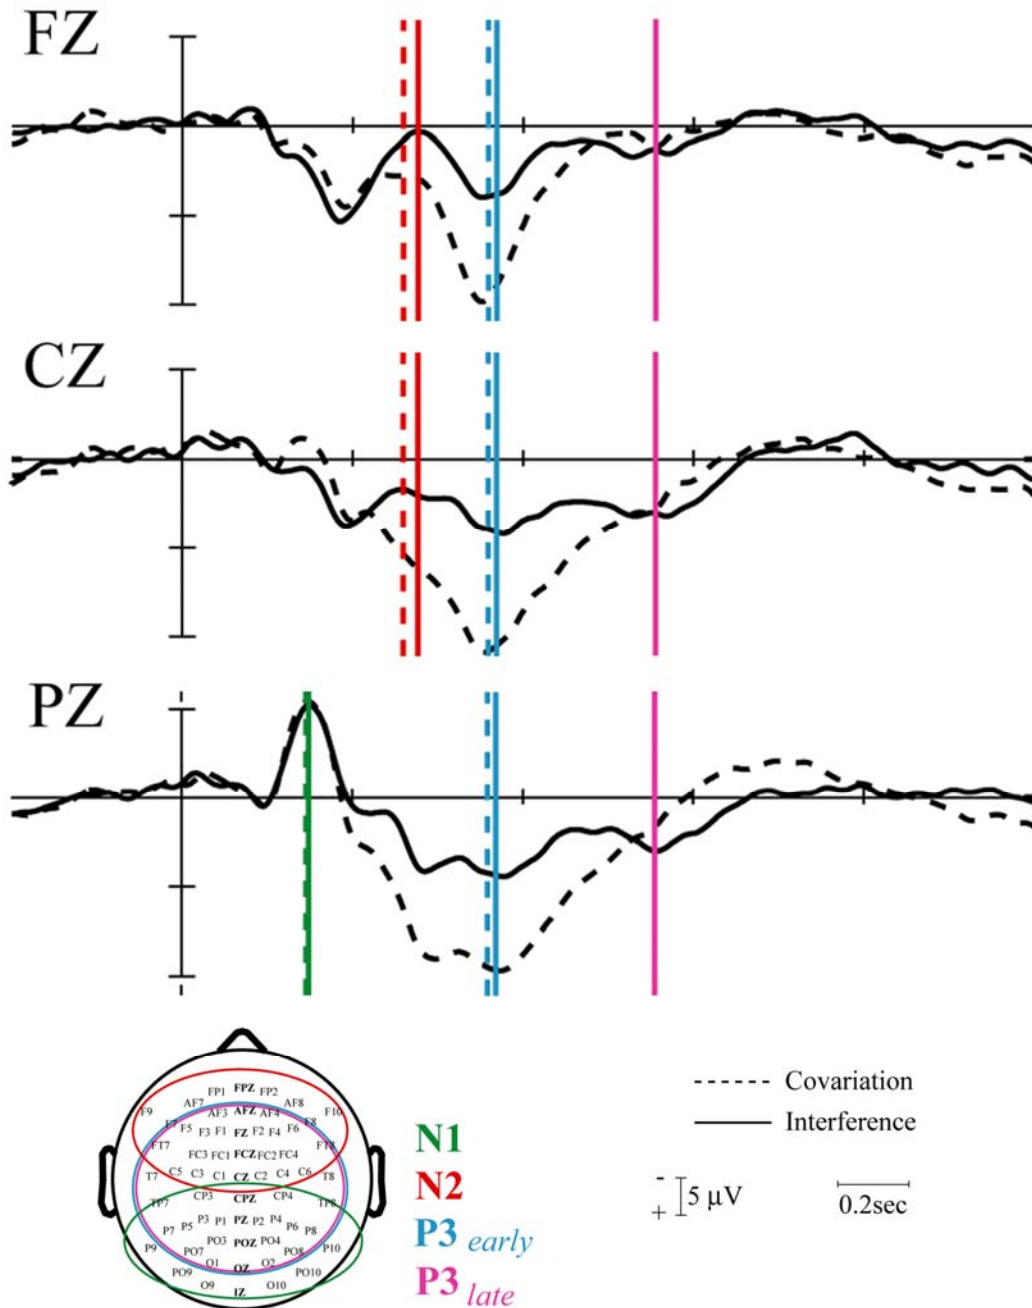 FZ
CZ
PZ
FP1 FPZ FP2
AF7 AF8
F9 AF3 AFZ AF4 F10
F7 F5 F3 F1 FZ F2 F4 F6 F8
FT7 FT8
FC3 FC1 FCZ FC2 FC4
T7 C5 C3 C1 CZ C2 C4 C6 T8
TP7 CP3 CPZ CP4 TP8
P7 P5 P3 P1 PZ P2 P4 P6 P8
P9 PO7 PO3 POZ PO4 PO8 P10
PO9 O1 OZ O2 PO10
O9 IZ O10
N1
N2
P3 early
P3 late
Covariation
Interference
- 5 μV
+
0.2sec